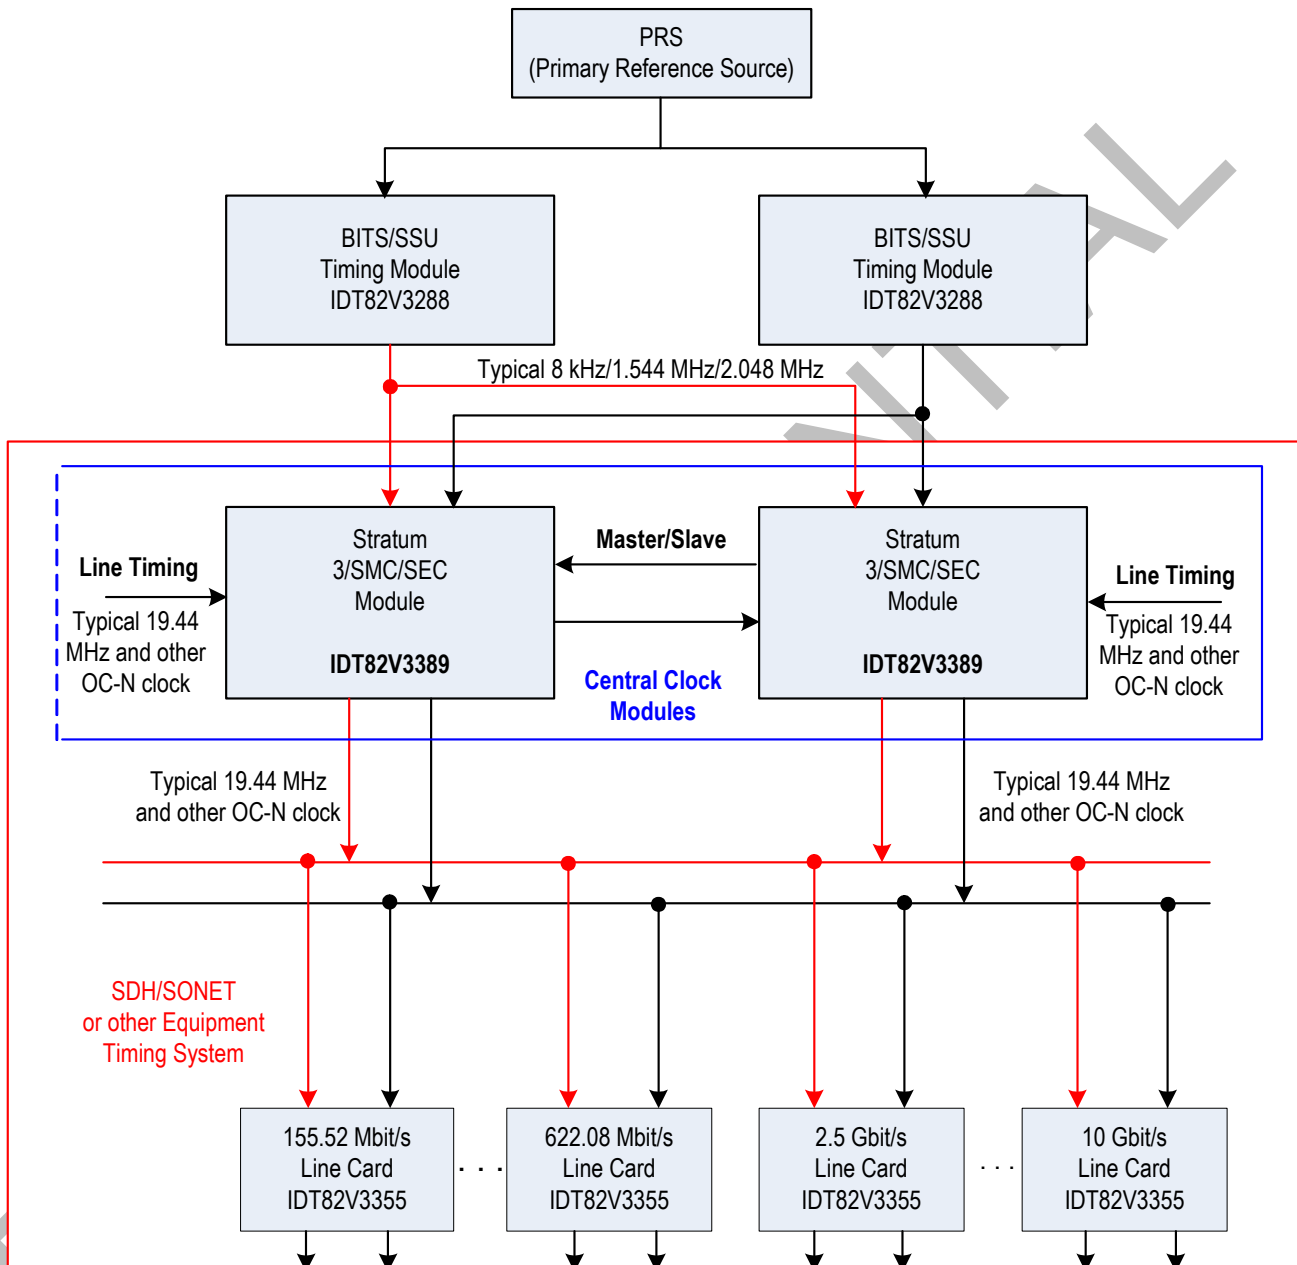 PRS
(Primary Reference Source)
BITS/SSU
Timing Module
IDT82V3288
BITS/SSU
Timing Module
IDT82V3288
Typical 8 kHz/1.544 MHz/2.048 MHz
Line Timing
Typical 19.44
MHz and other
OC-N clock
Stratum
3/SMC/SEC
Module
IDT82V3389
Master/Slave
Central Clock
Modules
Stratum
3/SMC/SEC
Module
IDT82V3389
Line Timing
Typical 19.44
MHz and other
OC-N clock
Typical 19.44 MHz
and other OC-N clock
Typical 19.44 MHz
and other OC-N clock
SDH/SONET
or other Equipment
Timing System
155.52 Mbit/s
Line Card
IDT82V3355
. . .
622.08 Mbit/s
Line Card
IDT82V3355
2.5 Gbit/s
Line Card
IDT82V3355
. . .
10 Gbit/s
Line Card
IDT82V3355